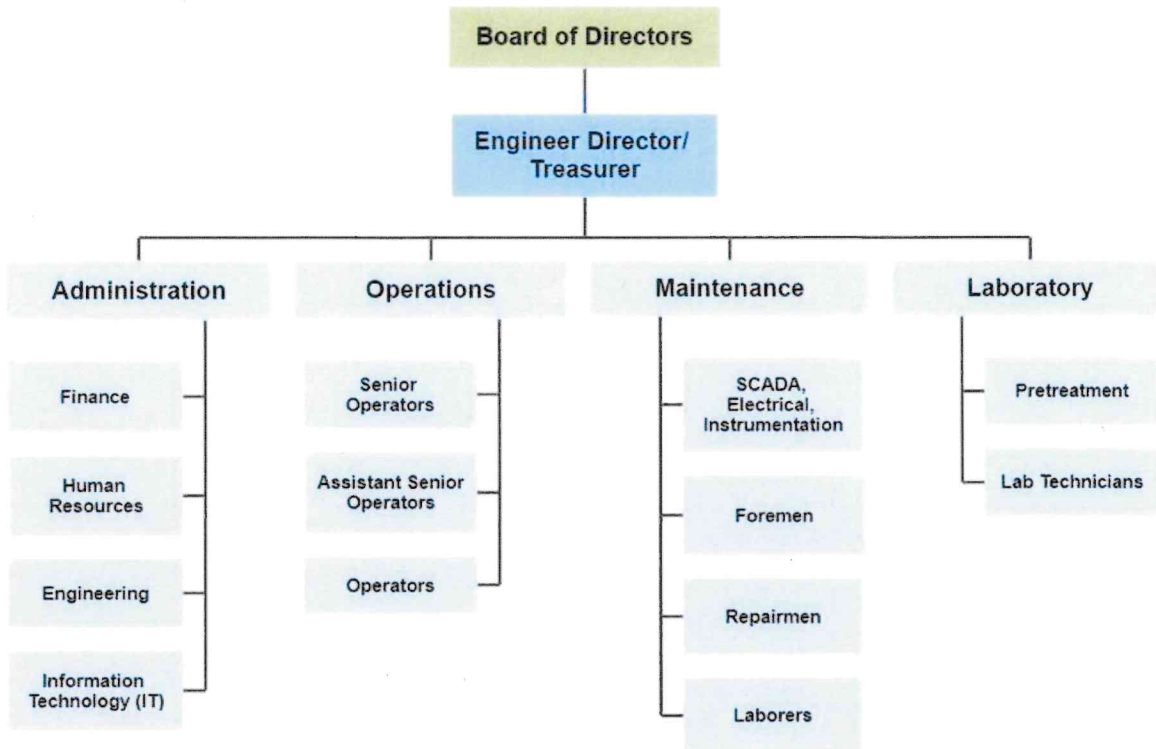 Board of Directors
Engineer Director/
Treasurer
Administration
Operations
Maintenance
Laboratory
Finance
Human
Resources
Engineering
Information
Technology (IT)
Senior
Operators
Assistant Senior
Operators
Operators
SCADA,
Electrical,
Instrumentation
Foremen
Repairmen
Laborers
Pretreatment
Lab Technicians